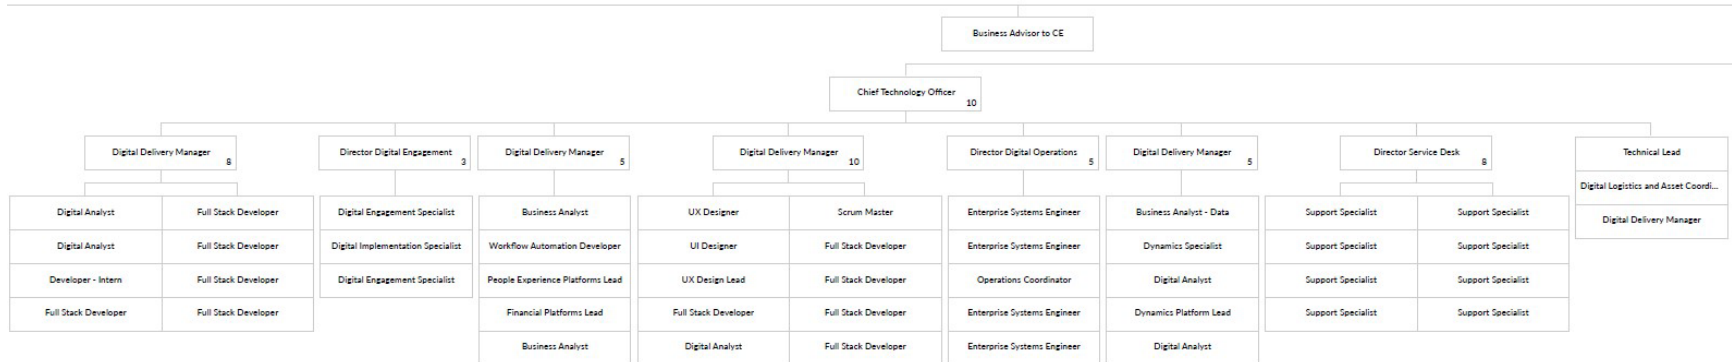 Business Advisor to CE
Chief Technology Officer
10
Digital Delivery Manager
8
Director Digital Engagement
3
Digital Delivery Manager
5
Digital Delivery Manager
10
Director Digital Operations
5
Digital Delivery Manager
5
Director Service Desk
8
Technical Lead
Digital Logistics and Asset Coordi...
Digital Delivery Manager
Digital Analyst
Digital Analyst
Developer - Intern
Full Stack Developer
Full Stack Developer
Full Stack Developer
Full Stack Developer
Full Stack Developer
Digital Engagement Specialist
Digital Implementation Specialist
Digital Engagement Specialist
Business Analyst
Workflow Automation Developer
People Experience Platforms Lead
Financial Platforms Lead
Business Analyst
UX Designer
UI Designer
UX Design Lead
Full Stack Developer
Digital Analyst
Scrum Master
Full Stack Developer
Full Stack Developer
Full Stack Developer
Full Stack Developer
Enterprise Systems Engineer
Enterprise Systems Engineer
Operations Coordinator
Enterprise Systems Engineer
Enterprise Systems Engineer
Business Analyst - Data
Dynamics Specialist
Digital Analyst
Dynamics Platform Lead
Digital Analyst
Support Specialist
Support Specialist
Support Specialist
Support Specialist
Support Specialist
Support Specialist
Support Specialist
Support Specialist